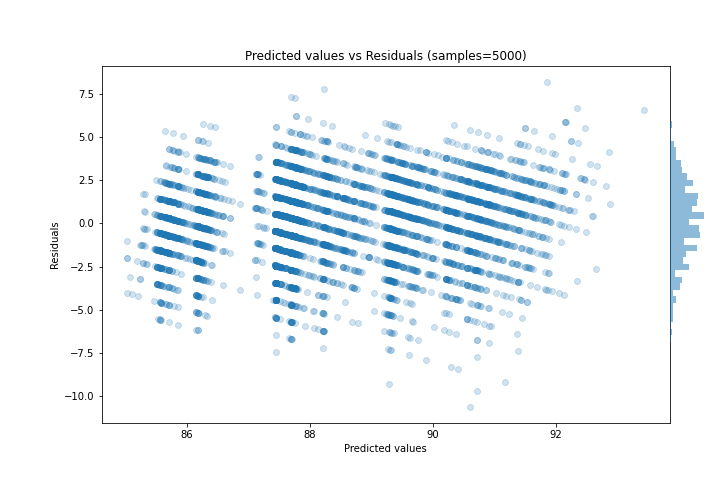 Predicted values vs Residuals (samples=5000)
7.5
5.0
2.5
0.0
−2.5
−5.0
−7.5
−10.0
Residuals
86 88 90 92
Predicted values